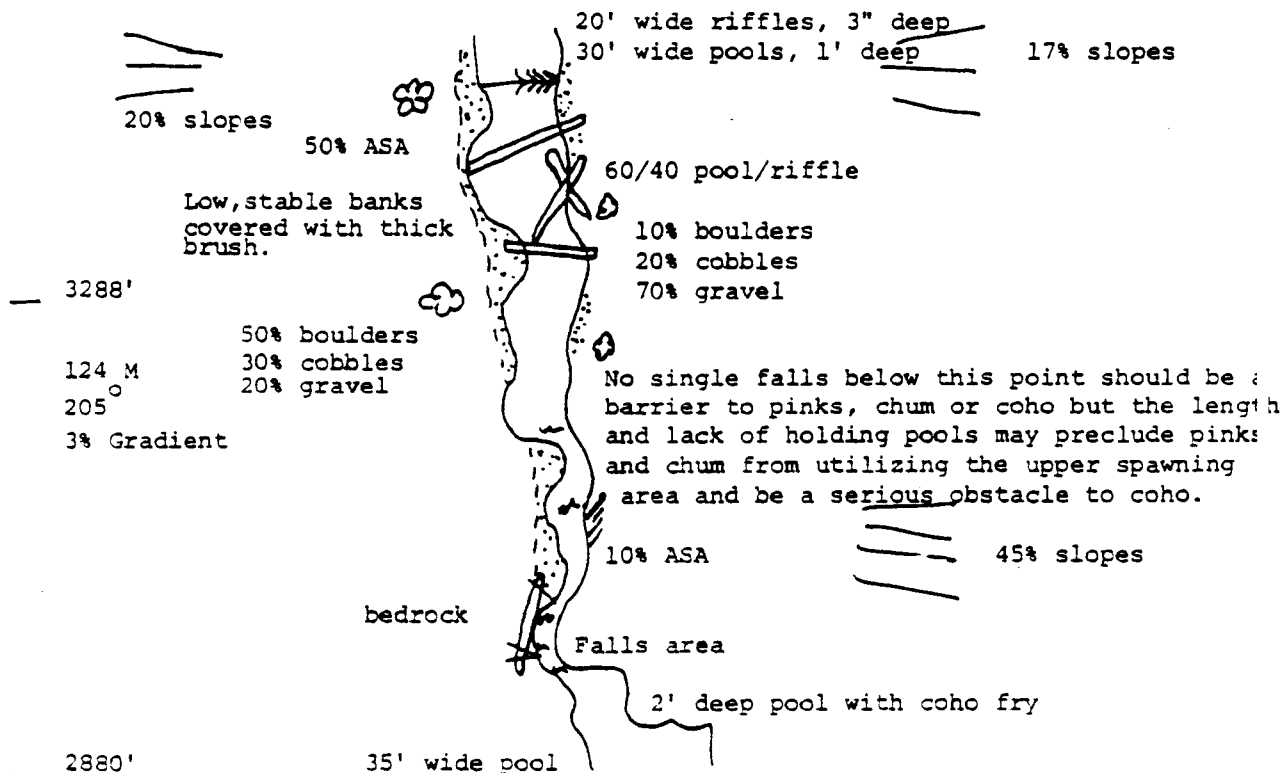 20' wide riffles, 3" deep
30' wide pools, 1' deep
17% slopes
20% slopes
50% ASA
60/40 pool/riffle
Low,stable banks
covered with thick
brush.
10% boulders
20% cobbles
70% gravel
3288'
50% boulders
30% cobbles
20% gravel
124 M
205°
3% Gradient
No single falls below this point should be a
barrier to pinks, chum or coho but the length
and lack of holding pools may preclude pinks
and chum from utilizing the upper spawning
area and be a serious obstacle to coho.
10% ASA
45% slopes
bedrock
Falls area
2' deep pool with coho fry
2880'
35' wide pool